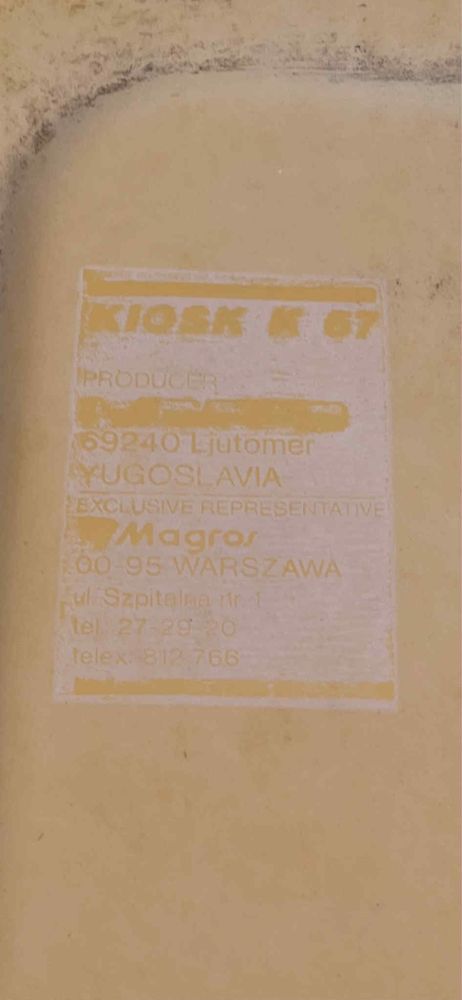 KIOSK K 67
PRODUCER
69240 Ljutomer
YUGOSLAVIA
EXCLUSIVE REPRESENTATIVE
Magros
00 95 WARSZAWA
ul. Szpitalna nr 1
tel. 27-29-20
telex: 812 766